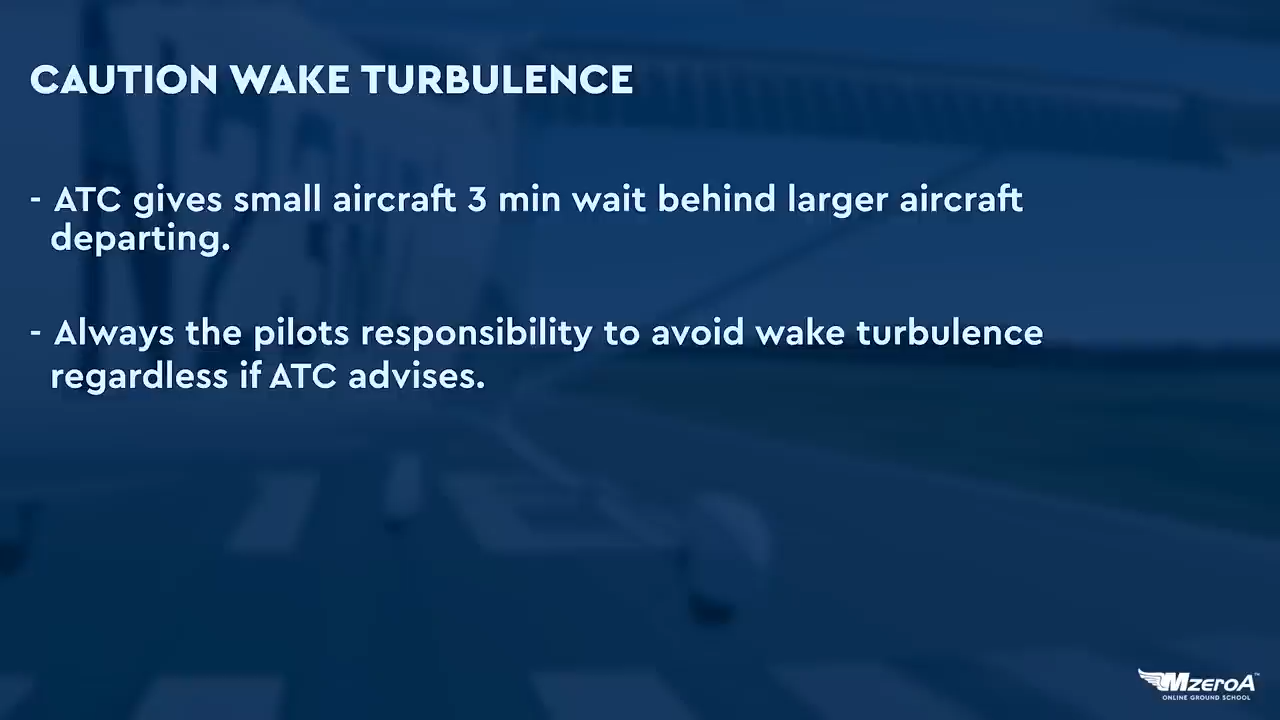 CAUTION WAKE TURBULENCE
- ATC gives small aircraft 3 min wait behind larger aircraft
departing.
- Always the pilots responsibility to avoid wake turbulence
regardless if ATC advises.
MzeroA™
ONLINE GROUND SCHOOL